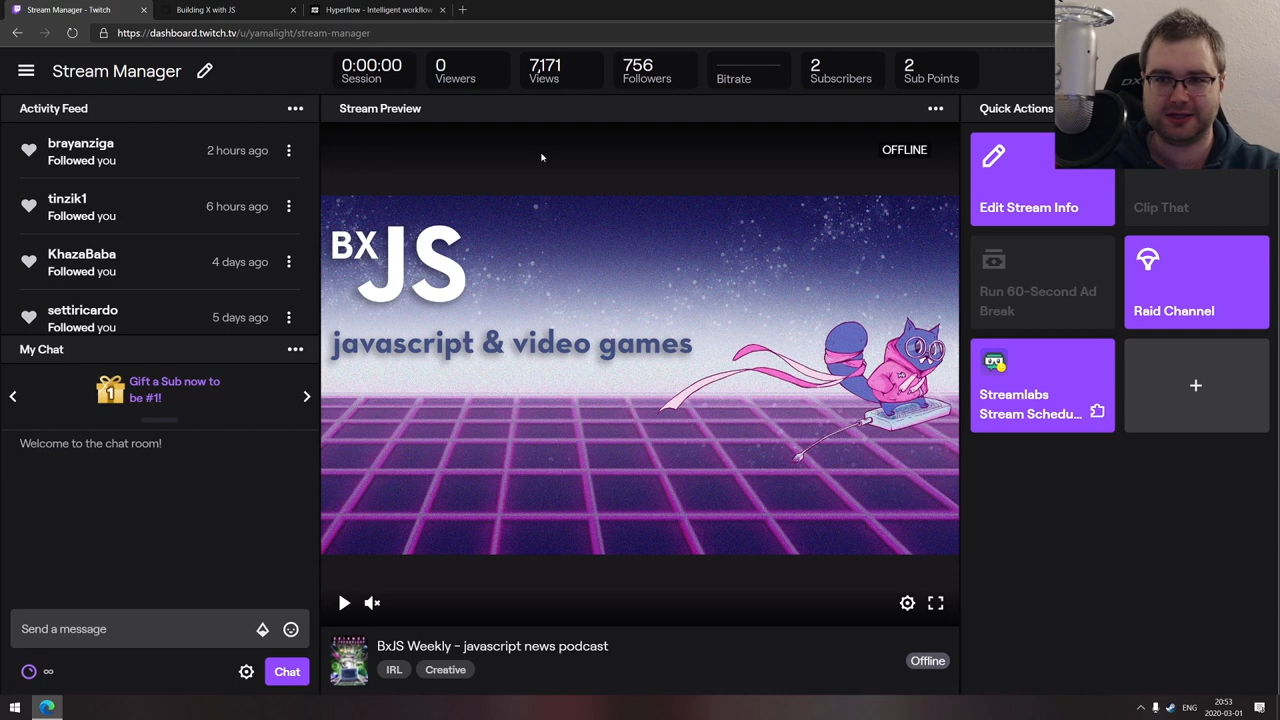 Stream Manager - Twitch
Building X with JS
Hyperflow - Intelligent workflow
https://dashboard.twitch.tv/u/yamalight/stream-manager
Stream Manager
0:00:00
Session
0
Viewers
7,171
Views
756
Followers
Bitrate
2
Subscribers
2
Sub Points
Activity Feed
Stream Preview
Quick Actions
brayanziga
Followed you
2 hours ago
tinzik1
Followed you
6 hours ago
KhazaBaba
Followed you
4 days ago
settiricardo
Followed you
5 days ago
My Chat
1
Gift a Sub now to
be #1!
Welcome to the chat room!
Send a message
∞
Chat
OFFLINE
BXJS
javascript & video games
BxJS Weekly - javascript news podcast
IRL
Creative
Offline
DX
Edit Stream Info
Clip That
Run 60-Second Ad
Break
Raid Channel
Streamlabs
Stream Schedu...
ENG
20:53
2020-03-01